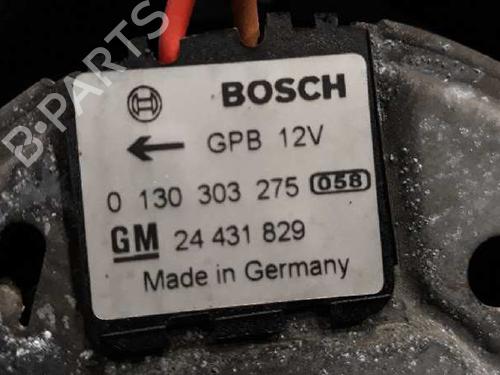 BOSCH
GPB 12V
0 130 303 275 058
GM 24 431 829
Made in Germany
B-PARTS